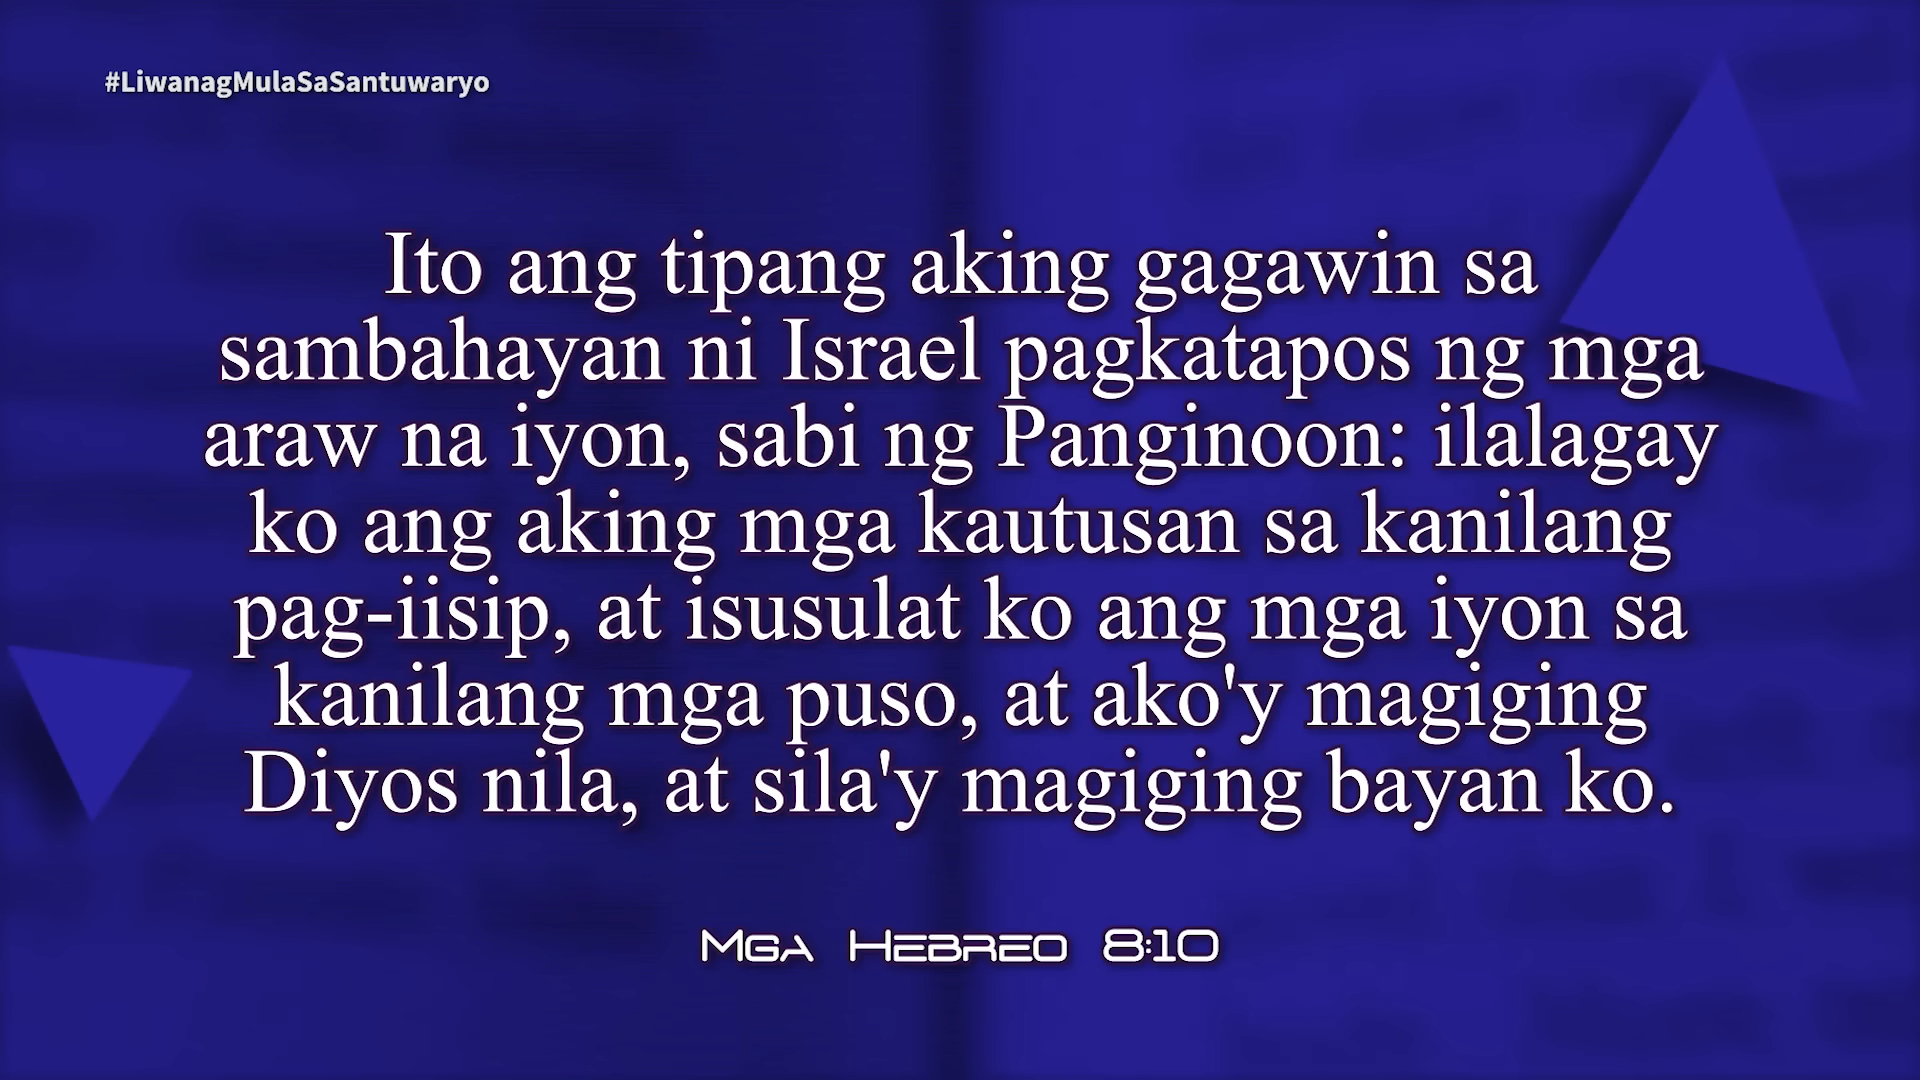 #LiwanagMulaSaSantuwaryo
Ito ang tipang aking gagawin sa
sambahayan ni Israel pagkatapos ng mga
araw na iyon, sabi ng Panginoon: ilalagay
ko ang aking mga kautusan sa kanilang
pag-iisip, at isusulat ko ang mga iyon sa
kanilang mga puso, at ako'y magiging
Diyos nila, at sila'y magiging bayan ko.
Mga Hebreo 8:10